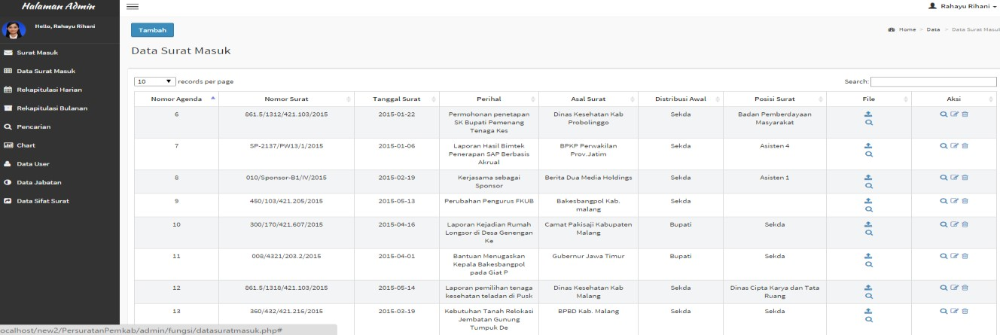 Halaman Admin
Rahayu Rihani
Hello, Rahayu Rihani
Tambah
Home > Data > Data Surat Masuk
Data Surat Masuk
Surat Masuk
Data Surat Masuk
Rekapitulasi Harian
Rekapitulasi Bulanan
Pencarian
Chart
Data User
Data Jabatan
Data Sifat Surat
10 records per page
Search:
Nomor Agenda Nomor Surat Tanggal Surat Perihal Asal Surat Distribusi Awal Posisi Surat File Aksi
6 861.5/1312/421.103/2015 2015-01-22 Permohonan penetapan Dinas Kesehatan Kab Sekda Badan Pemberdayaan
SK Bupati Pemenang Probolinggo Masyarakat
Tenaga Kes
7 SP-2137/PW13/1/2015 2015-01-06 Laporan Hasil Bimtek BPKP Perwakilan Sekda Asisten 4
Penerapan SAP Berbasis Prov.Jatim
Akrual
8 010/Sponsor-B1/IV/2015 2015-02-19 Kerjasama sebagai Berita Dua Media Holdings Sekda Asisten 1
Sponsor
9 450/103/421.205/2015 2015-05-13 Perubahan Pengurus FKUB Bakesbangpol Kab. Sekda
malang
10 300/170/421.607/2015 2015-04-16 Laporan Kejadian Rumah Camat Pakisaji Kabupaten Bupati Sekda
Longsor di Desa Genengan Malang
Ke
11 008/4321/203.2/2015 2015-04-01 Bantuan Menugaskan Gubernur Jawa Timur Bupati Sekda
Kepala Bakesbangpol
pada Giat P
12 861.5/1318/421.103/2015 2015-05-14 Laporan pemilihan tenaga Dinas Kesehatan Kab Sekda Dinas Cipta Karya dan Tata
kesehatan teladan di Pusk Malang Ruang
13 360/432/421.216/2015 2015-03-19 Kebutuhan Tanah Relokasi BPBD Kab. Malang Sekda Sekda
Jembatan Gunung
Tumpuk De
ocalhost/new2/PersuratanPemkab/admin/fungsi/datasuratmasuk.php#